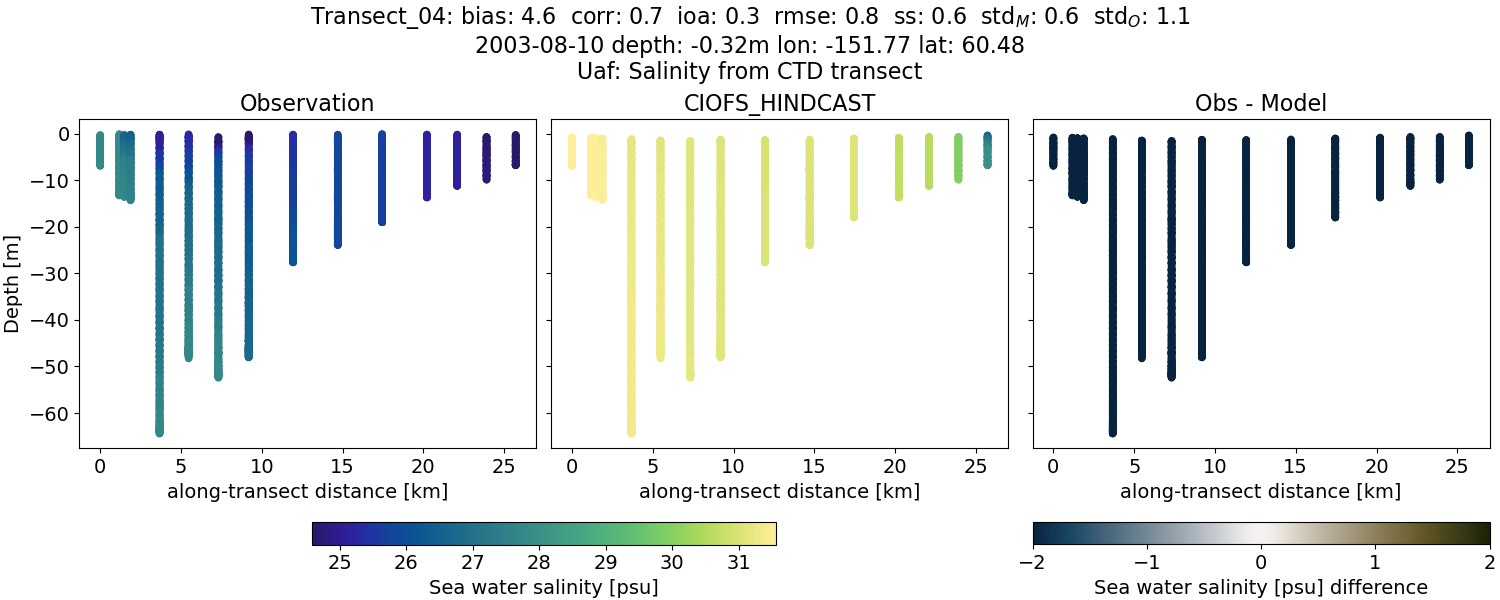 Transect_04: bias: 4.6  corr: 0.7  ioa: 0.3  rmse: 0.8  ss: 0.6  std_M: 0.6  std_O: 1.1
2003-08-10 depth: -0.32m lon: -151.77 lat: 60.48
Uaf: Salinity from CTD transect
Observation
CIOFS_HINDCAST
Obs - Model
Depth [m]
0
−10
−20
−30
−40
−50
−60
0 5 10 15 20 25
0 5 10 15 20 25
0 5 10 15 20 25
along-transect distance [km]
along-transect distance [km]
along-transect distance [km]
25 26 27 28 29 30 31
Sea water salinity [psu]
−2 −1 0 1 2
Sea water salinity [psu] difference